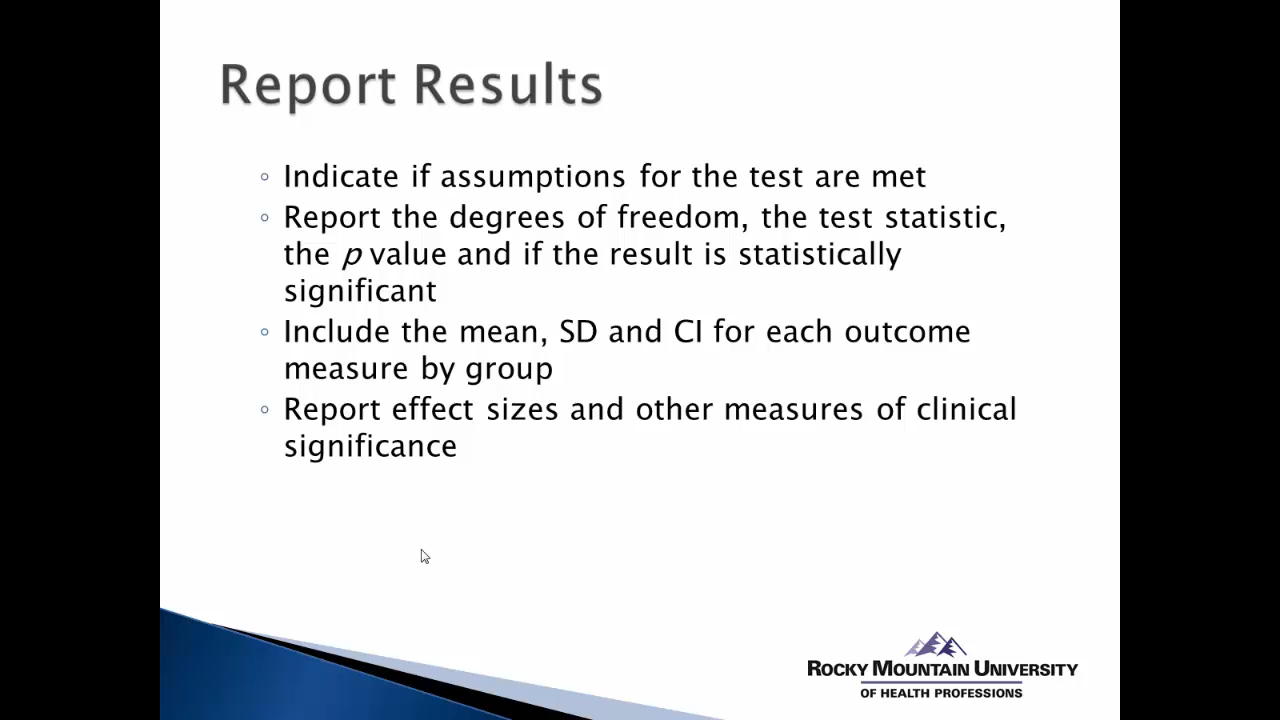 Report Results
◦ Indicate if assumptions for the test are met
◦ Report the degrees of freedom, the test statistic,
the p value and if the result is statistically
significant
◦ Include the mean, SD and CI for each outcome
measure by group
◦ Report effect sizes and other measures of clinical
significance
ROCKY MOUNTAIN UNIVERSITY
OF HEALTH PROFESSIONS